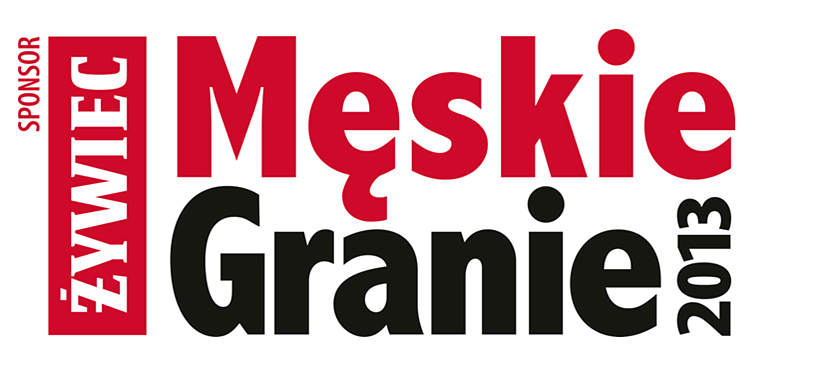 SPONSOR
ŻYWIEC
Męskie
Granie
2013